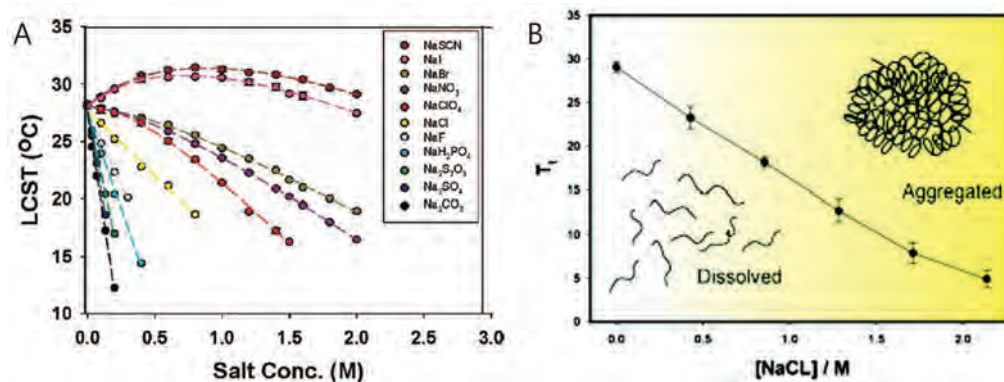 A
35
30
25
20
15
10
LCST (°C)
0.0 0.5 1.0 1.5 2.0 2.5 3.0
Salt Conc. (M)
NaSCN
NaI
NaBr
NaNO₃
NaClO₄
NaCl
NaF
NaH₂PO₄
Na₂S₂O₃
Na₂SO₄
Na₂CO₃
B
35
30
25
20
15
10
5
0
Tₜ
Aggregated
Dissolved
0.0 0.5 1.0 1.5 2.0
[NaCL] / M